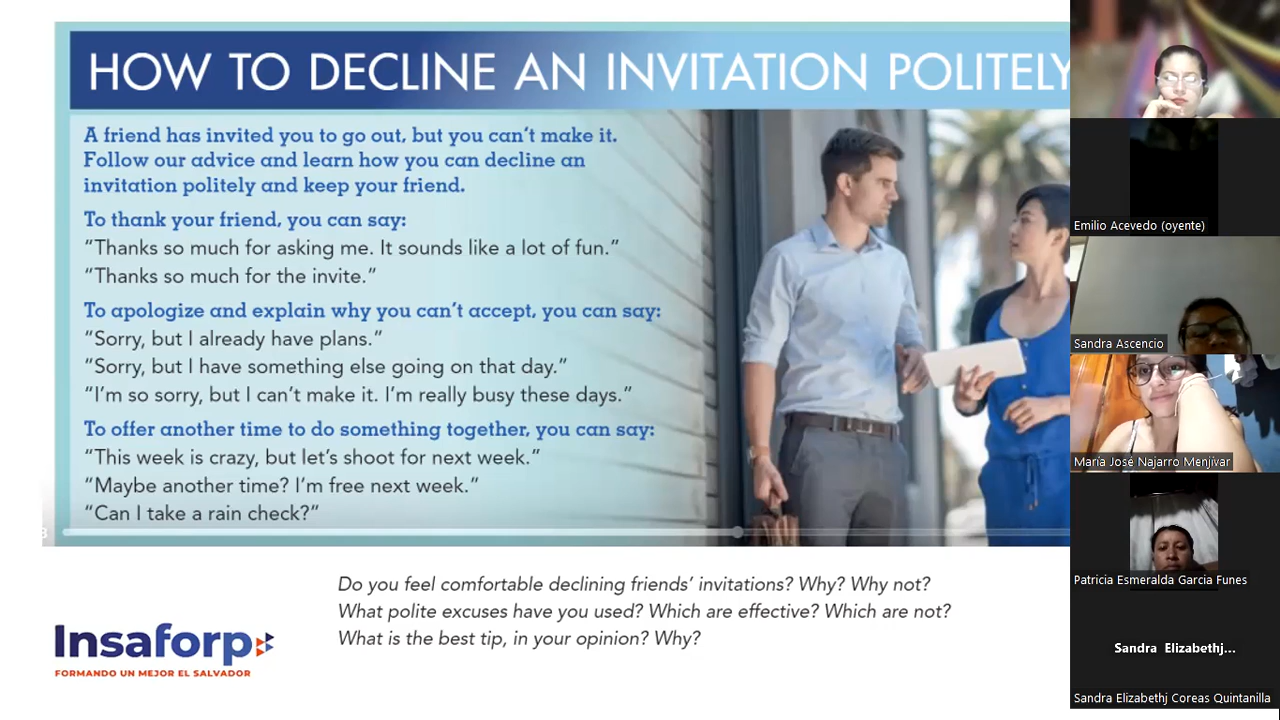 HOW TO DECLINE AN INVITATION POLITELY
A friend has invited you to go out, but you can't make it.
Follow our advice and learn how you can decline an
invitation politely and keep your friend.
To thank your friend, you can say:
“Thanks so much for asking me. It sounds like a lot of fun.”
“Thanks so much for the invite.”
To apologize and explain why you can't accept, you can say:
“Sorry, but I already have plans.”
“Sorry, but I have something else going on that day.”
“I'm so sorry, but I can't make it. I'm really busy these days.”
To offer another time to do something together, you can say:
“This week is crazy, but let's shoot for next week.”
“Maybe another time? I'm free next week.”
“Can I take a rain check?”
Do you feel comfortable declining friends' invitations? Why? Why not?
What polite excuses have you used? Which are effective? Which are not?
What is the best tip, in your opinion? Why?
Insaforp
FORMANDO UN MEJOR EL SALVADOR
Emilio Acevedo (oyente)
Sandra Ascencio
María José Najarro Menjivar
Patricia Esmeralda Garcia Funes
Sandra Elizabethj...
Sandra Elizabethj Coreas Quintanilla